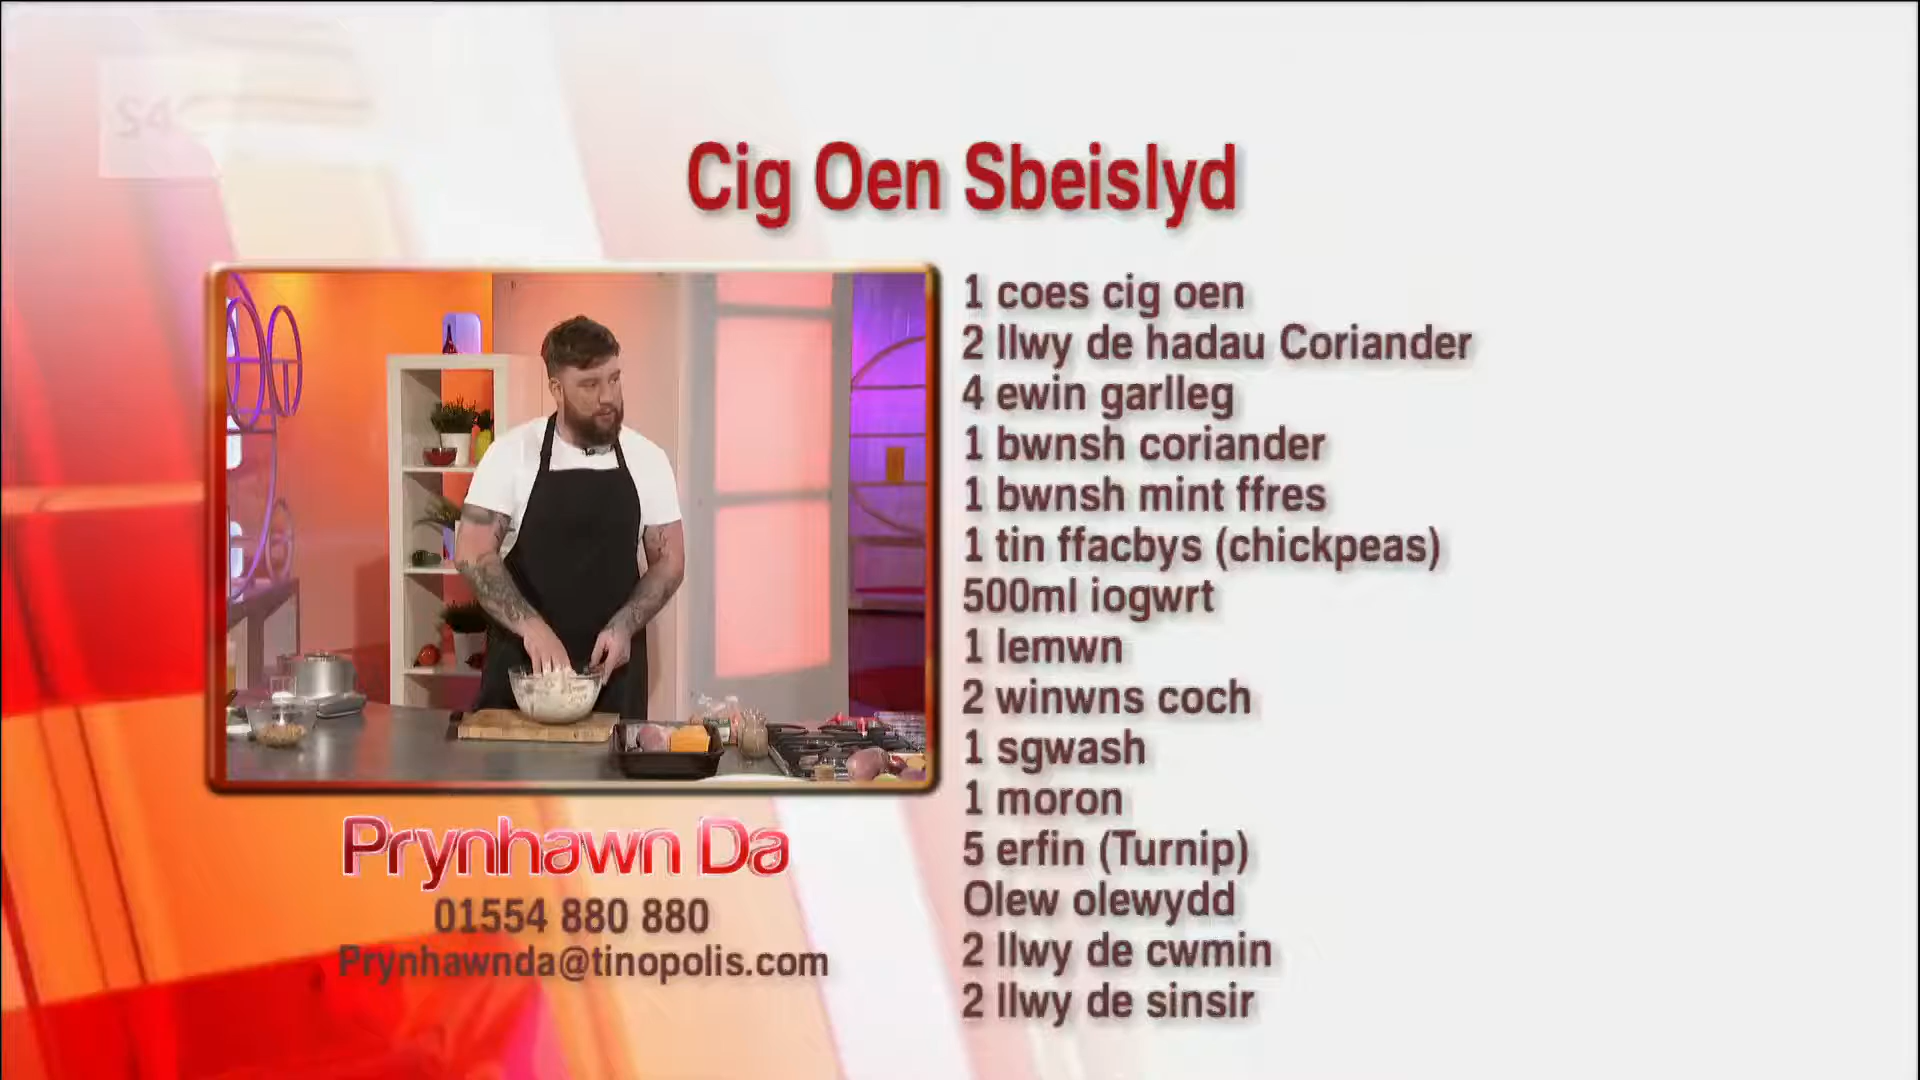 S4C
Cig Oen Sbeislyd
1 coes cig oen
2 llwy de hadau Coriander
4 ewin garlleg
1 bwnsh coriander
1 bwnsh mint ffres
1 tin ffacbys (chickpeas)
500ml iogwrt
1 lemwn
2 winwns coch
1 sgwash
1 moron
5 erfin (Turnip)
Olew olewydd
2 llwy de cwmin
2 llwy de sinsir
Prynhawn Da
01554 880 880
Prynhawnda@tinopolis.com